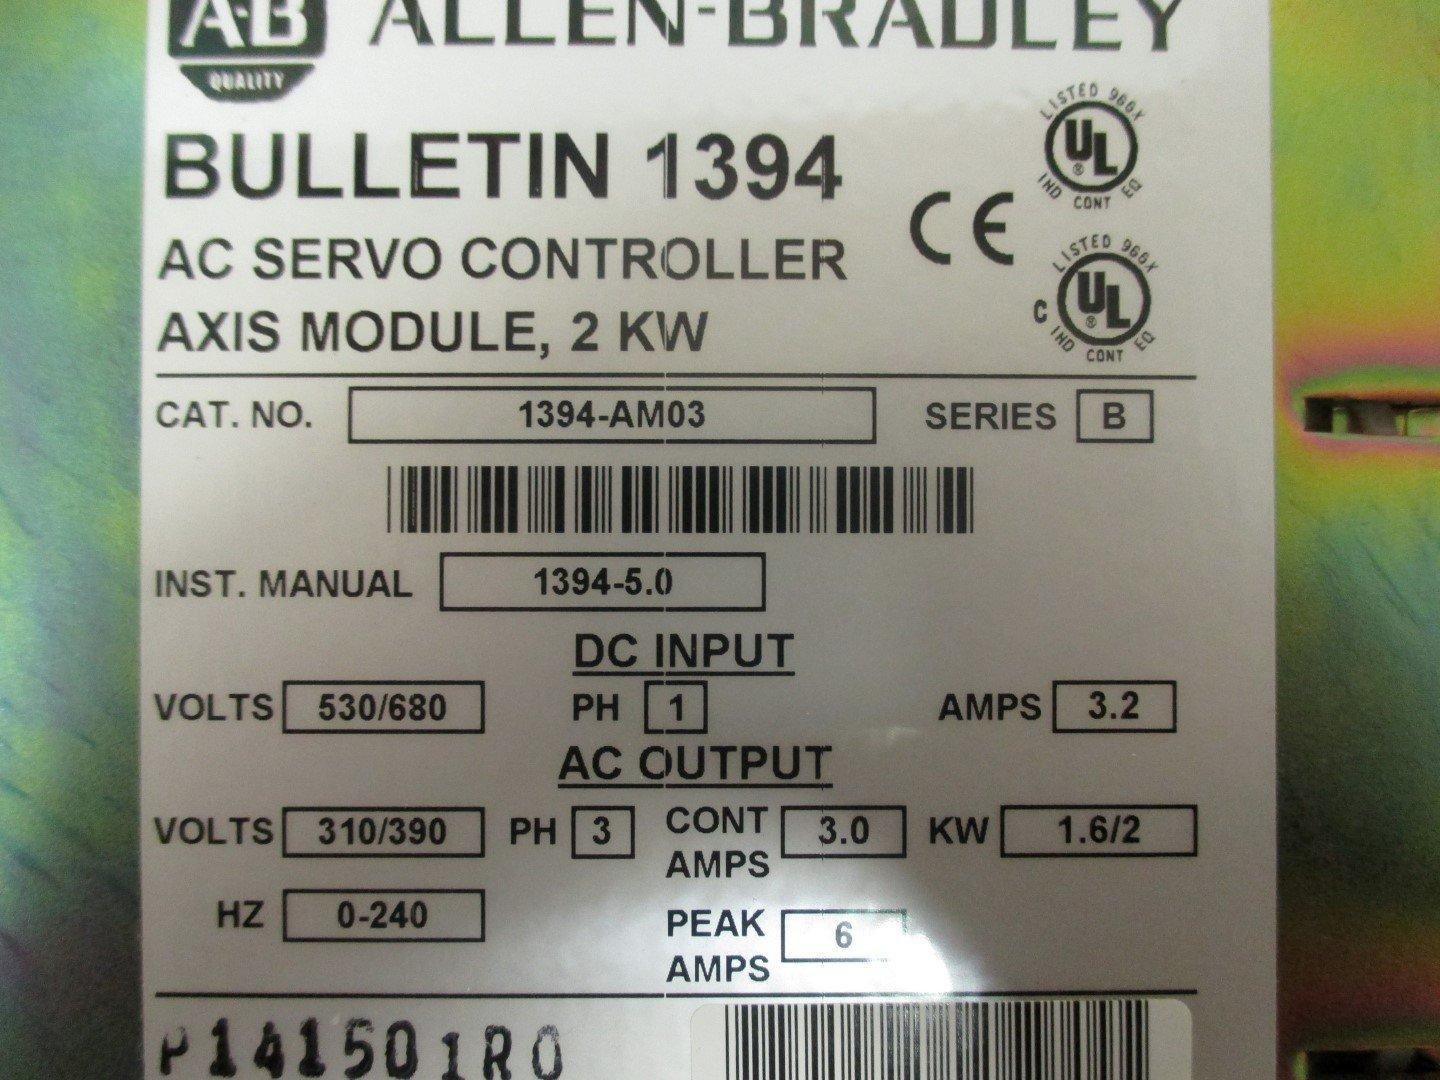 A-B ALLEN-BRADLEY
QUALITY
BULLETIN 1394
AC SERVO CONTROLLER
AXIS MODULE, 2 KW
CE
LISTED 966X
UL
®
IND CONT EQ
LISTED 966X
C UL
®
IND CONT EQ
CAT. NO. 1394-AM03 SERIES B
INST. MANUAL 1394-5.0
DC INPUT
VOLTS 530/680 PH 1 AMPS 3.2
AC OUTPUT
VOLTS 310/390 PH 3 CONT AMPS 3.0 KW 1.6/2
HZ 0-240 PEAK AMPS 6
P141501R0